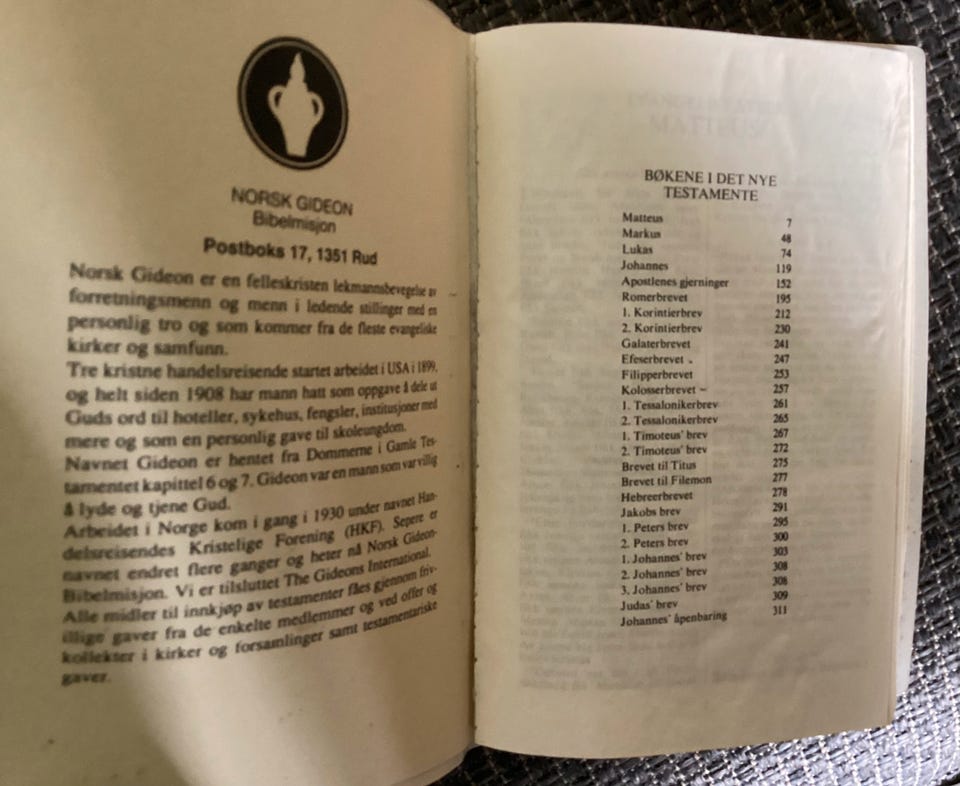 NORSK GIDEON
Bibelmisjon
Postboks 17, 1351 Rud
Norsk Gideon er en felleskristen lekmannsbevegelse av
forretningsmenn og menn i ledende stillinger med en
personlig tro og som kommer fra de fleste evangeliske
kirker og samfunn.
Tre kristne handelsreisende startet arbeidet i USA i 1899,
og helt siden 1908 har mann hatt som oppgave å dele ut
Guds ord til hoteller, sykehus, fengsler, institusjoner med
mere og som en personlig gave til skoleungdom.
Navnet Gideon er hentet fra Dommerne i Gamle Tes-
tamentet kapittel 6 og 7. Gideon var en mann som var villig
å lyde og tjene Gud.
Arbeidet i Norge kom i gang i 1930 under navnet Han-
delsreisendes Kristelige Forening (HKF). Sepere er
navnet endret flere ganger og heter nå Norsk Gideon-
Bibelmisjon. Vi er tilsluttet The Gideons International.
Alle midler til innkjøp av testamenter fåes gjennom friv-
illige gaver fra de enkelte medlemmer og ved offer og
kollekter i kirker og forsamlinger samt testamentariske
gaver.
MATTEUS
BØKENE I DET NYE
TESTAMENTE
Matteus 7
Markus 48
Lukas 74
Johannes 119
Apostlenes gjerninger 152
Romerbrevet 195
1. Korintierbrev 212
2. Korintierbrev 230
Galaterbrevet 241
Efeserbrevet 247
Filipperbrevet 253
Kolosserbrevet 257
1. Tessalonikerbrev 261
2. Tessalonikerbrev 265
1. Timoteus' brev 267
2. Timoteus' brev 272
Brevet til Titus 275
Brevet til Filemon 277
Hebreerbrevet 278
Jakobs brev 291
1. Peters brev 295
2. Peters brev 300
1. Johannes' brev 303
2. Johannes' brev 308
3. Johannes' brev 308
Judas' brev 309
Johannes' åpenbaring 311